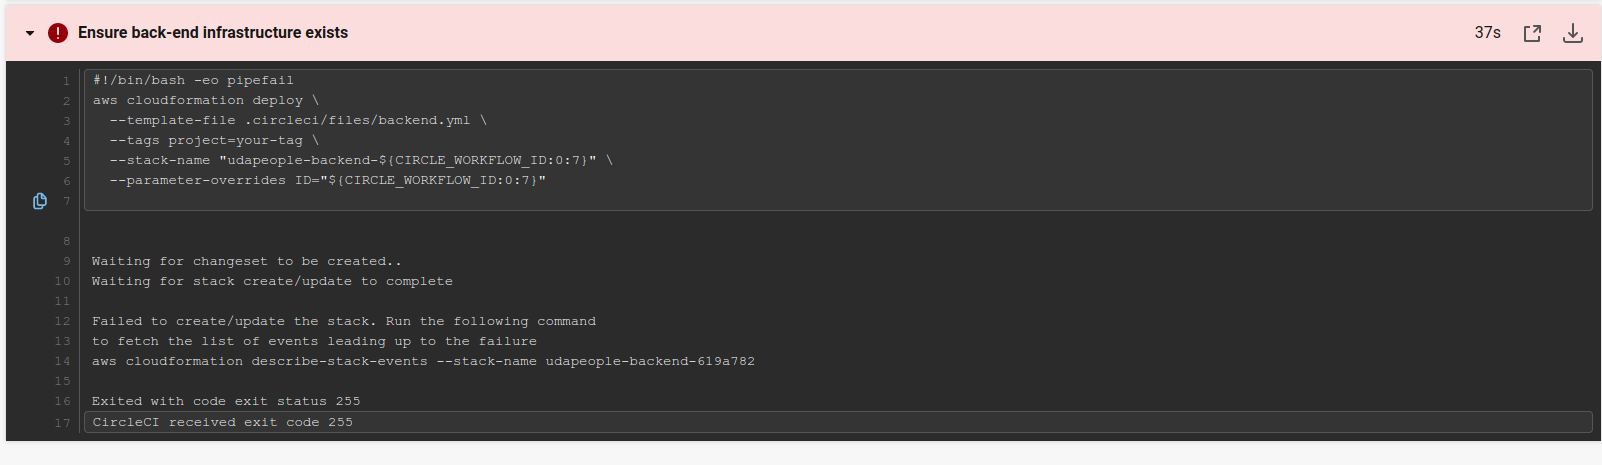 Ensure back-end infrastructure exists 37s
1 #!/bin/bash -eo pipefail
2 aws cloudformation deploy \
3   --template-file .circleci/files/backend.yml \
4   --tags project=your-tag \
5   --stack-name "udapeople-backend-${CIRCLE_WORKFLOW_ID:0:7}" \
6   --parameter-overrides ID="${CIRCLE_WORKFLOW_ID:0:7}"
7
8
9 Waiting for changeset to be created..
10 Waiting for stack create/update to complete
11
12 Failed to create/update the stack. Run the following command
13 to fetch the list of events leading up to the failure
14 aws cloudformation describe-stack-events --stack-name udapeople-backend-619a782
15
16 Exited with code exit status 255
17 CircleCI received exit code 255